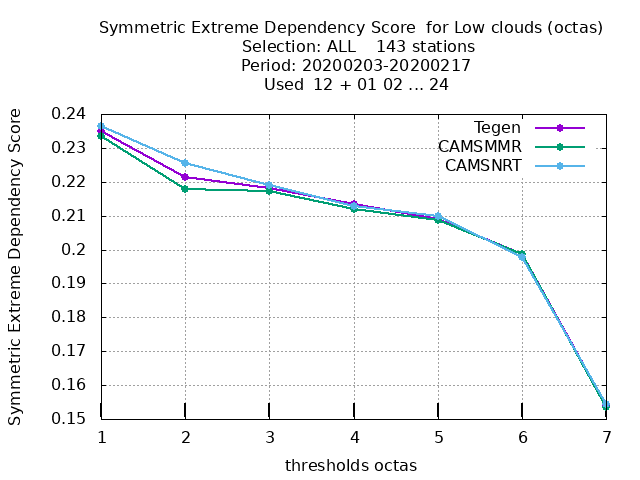 Symmetric Extreme Dependency Score  for Low clouds (octas)
Selection: ALL    143 stations
Period: 20200203-20200217
Used  12 + 01 02 ... 24
Symmetric Extreme Dependency Score
0.24
0.23
0.22
0.21
0.2
0.19
0.18
0.17
0.16
0.15
Tegen
CAMSMMR
CAMSNRT
1 2 3 4 5 6 7
thresholds octas